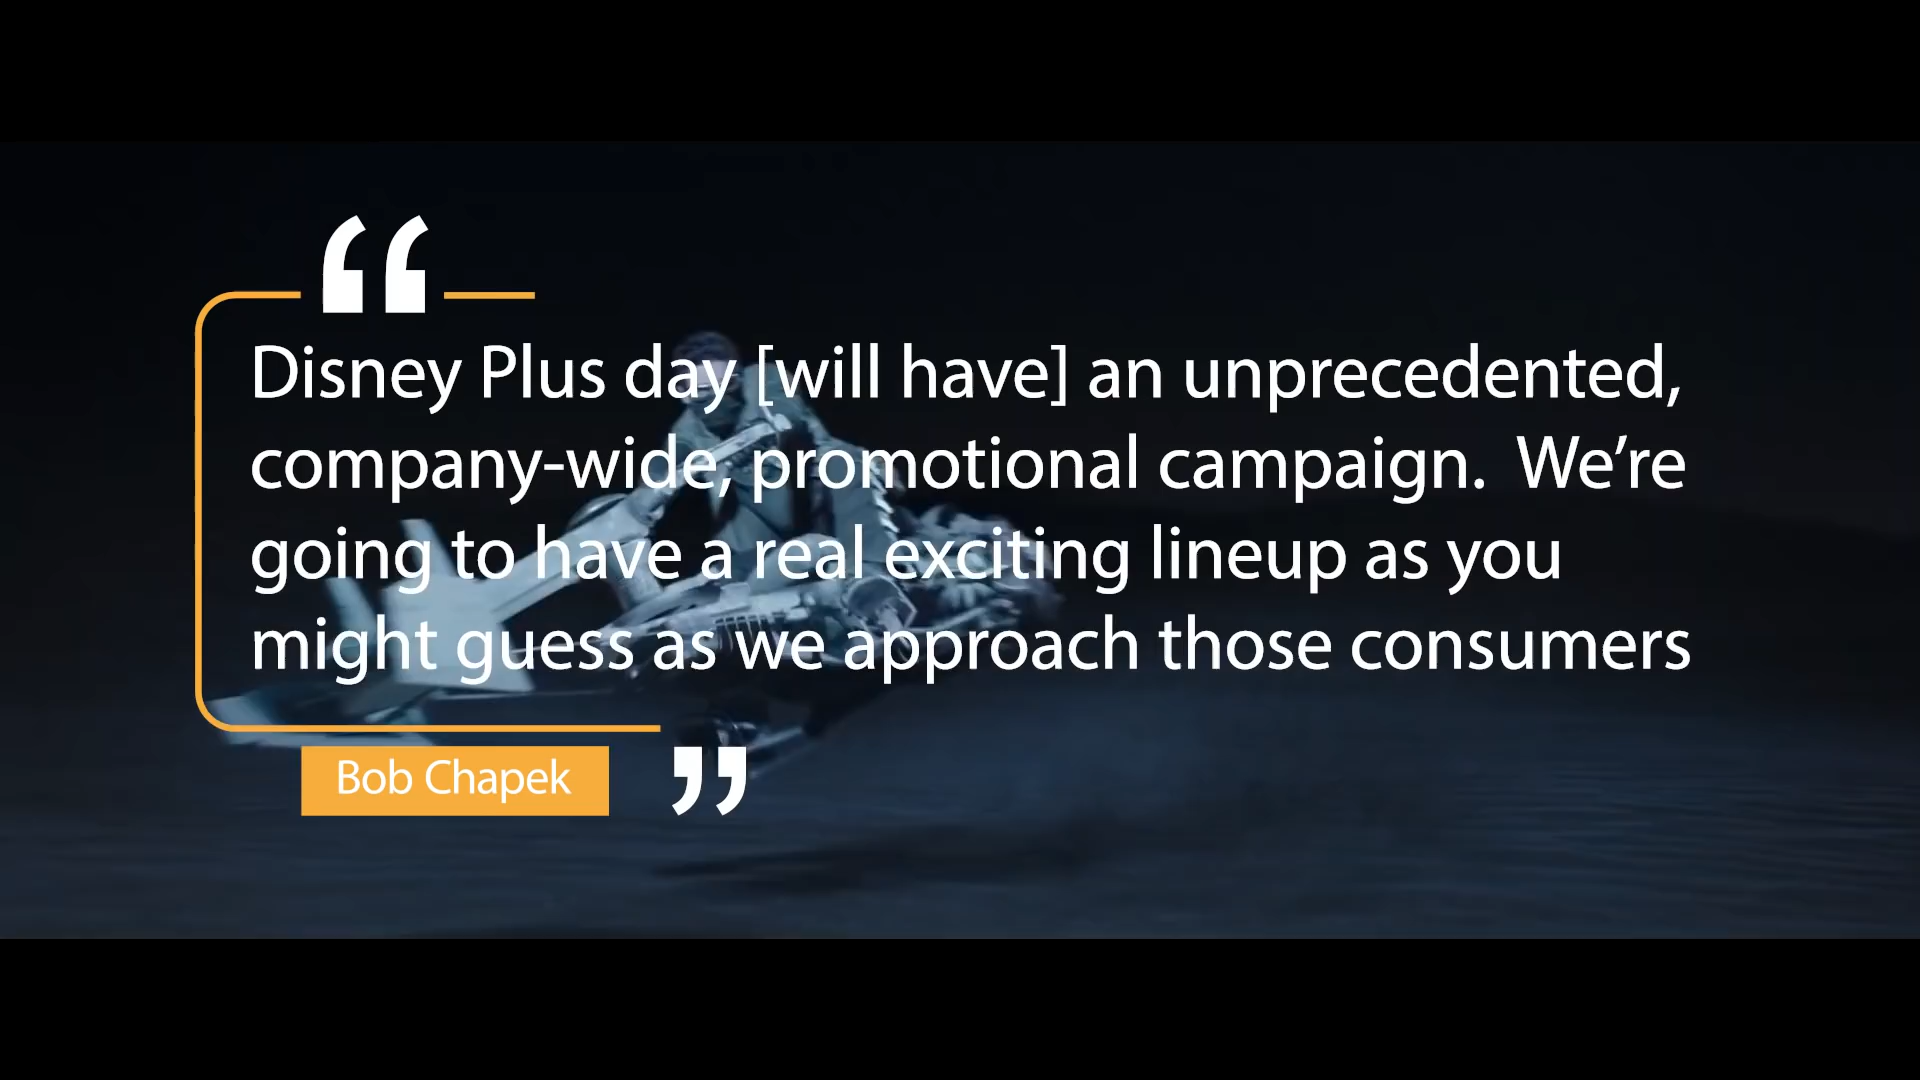 “
Disney Plus day [will have] an unprecedented,
company-wide, promotional campaign.  We’re
going to have a real exciting lineup as you
might guess as we approach those consumers
Bob Chapek
”